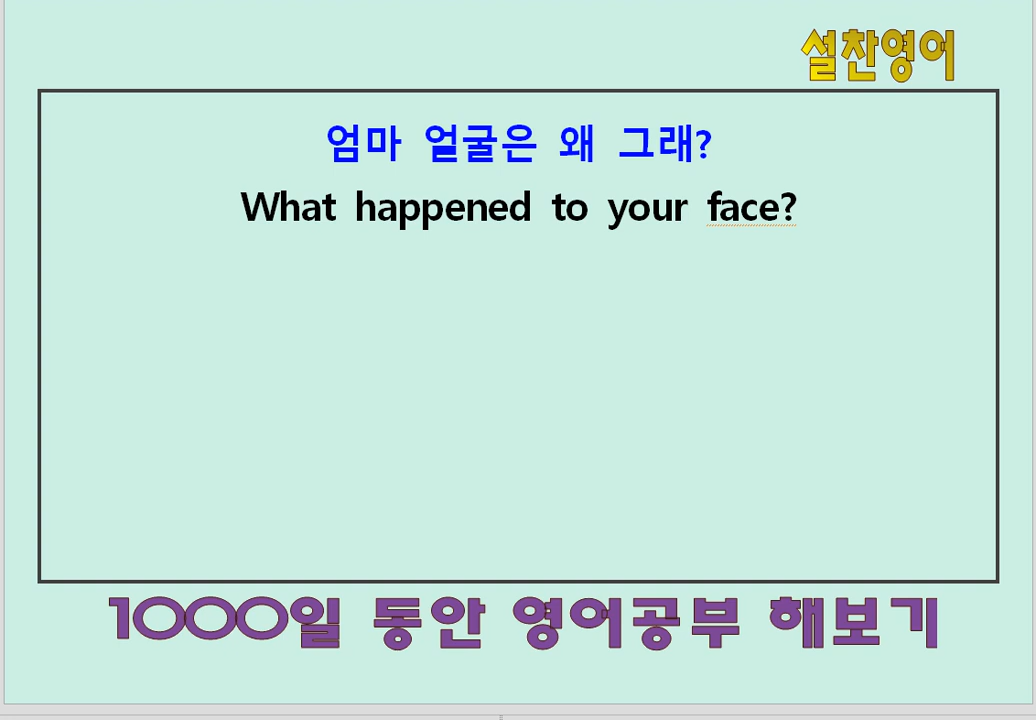 설찬영어
엄마 얼굴은 왜 그래?
What happened to your face?
1000일 동안 영어공부 해보기